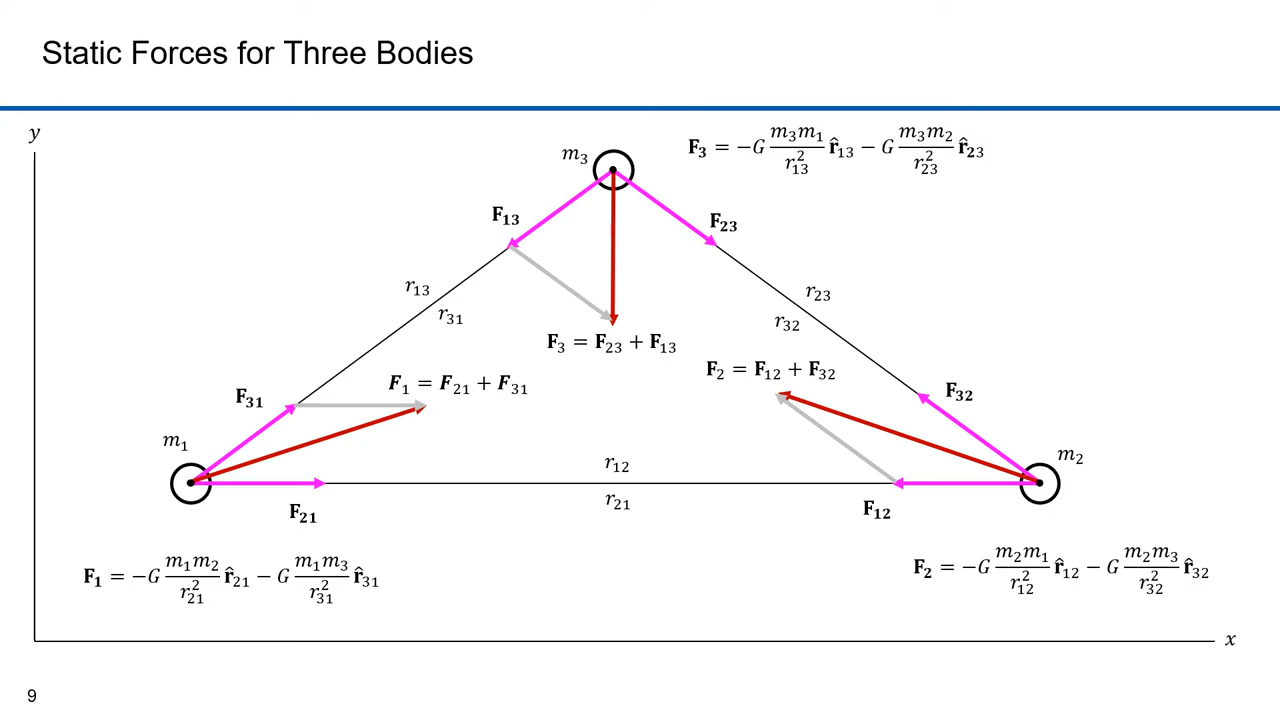 Static Forces for Three Bodies
y
m₃
𝐅₃ = −G m₃m₁/r₁₃² 𝐫̂₁₃ − G m₃m₂/r₂₃² 𝐫̂₂₃
𝐅₁₃
𝐅₂₃
r₁₃
r₃₁
r₂₃
r₃₂
𝐅₃ = 𝐅₂₃ + 𝐅₁₃
𝐅₂ = 𝐅₁₂ + 𝐅₃₂
𝑭₁ = 𝑭₂₁ + 𝑭₃₁
𝐅₃₁
𝐅₃₂
m₁
m₂
r₁₂
r₂₁
𝐅₂₁
𝐅₁₂
𝐅₁ = −G m₁m₂/r₂₁² 𝐫̂₂₁ − G m₁m₃/r₃₁² 𝐫̂₃₁
𝐅₂ = −G m₂m₁/r₁₂² 𝐫̂₁₂ − G m₂m₃/r₃₂² 𝐫̂₃₂
x
9